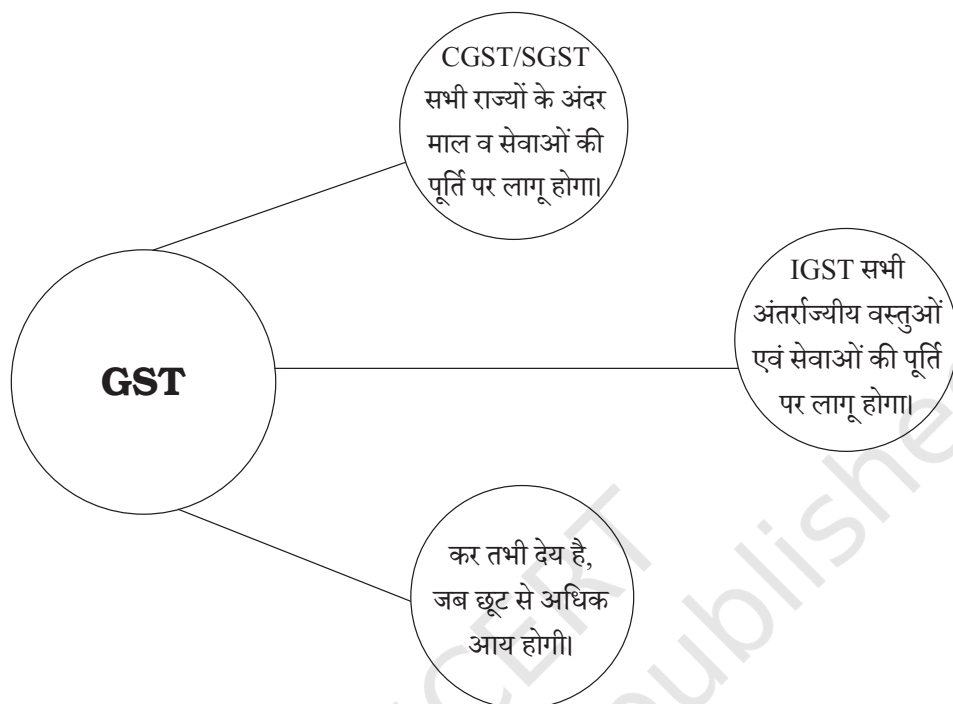 CGST/SGST
सभी राज्यों के अंदर
माल व सेवाओं की
पूर्ति पर लागू होगा।
IGST सभी
अंतर्राज्यीय वस्तुओं
एवं सेवाओं की पूर्ति
पर लागू होगा।
GST
कर तभी देय है,
जब छूट से अधिक
आय होगी।